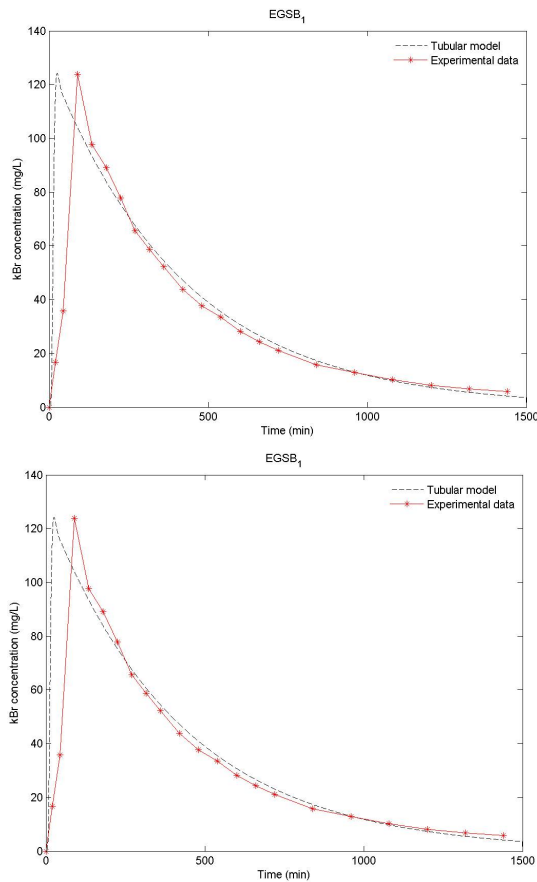 EGSB1
140
Tubular model
Experimental data
120
100
80
60
40
20
0
kBr concentration (mg/L)
0 500 1000 1500
Time (min)
EGSB1
140
Tubular model
Experimental data
120
100
80
60
40
20
0
kBr concentration (mg/L)
0 500 1000 1500
Time (min)